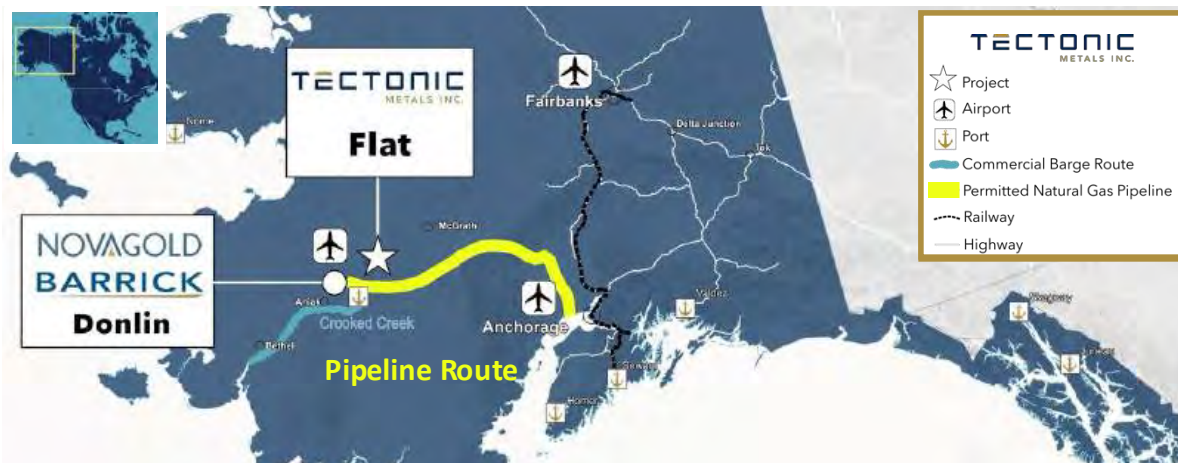 TECTONIC
METALS INC.
Flat
NOVAGOLD
BARRICK
Donlin
Nome
Fairbanks
Delta Junction
Tok
McGrath
Aniak
Crooked Creek
Bethel
Anchorage
Valdez
Seward
Homer
Skagway
Juneau
Pipeline Route
TECTONIC
METALS INC.
Project
Airport
Port
Commercial Barge Route
Permitted Natural Gas Pipeline
Railway
Highway